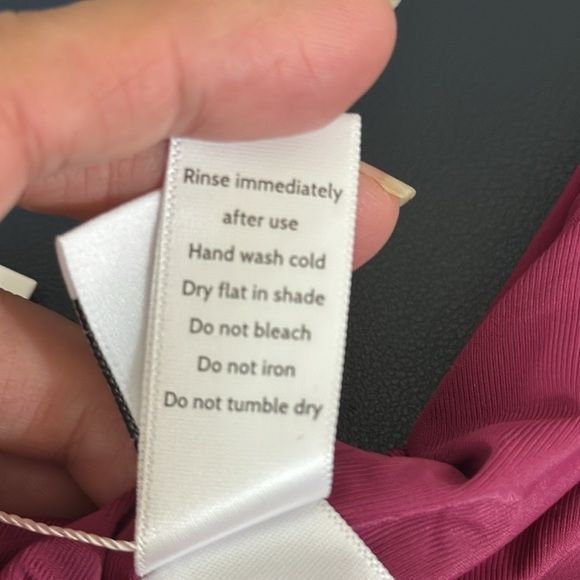 Rinse immediately
after use
Hand wash cold
Dry flat in shade
Do not bleach
Do not iron
Do not tumble dry